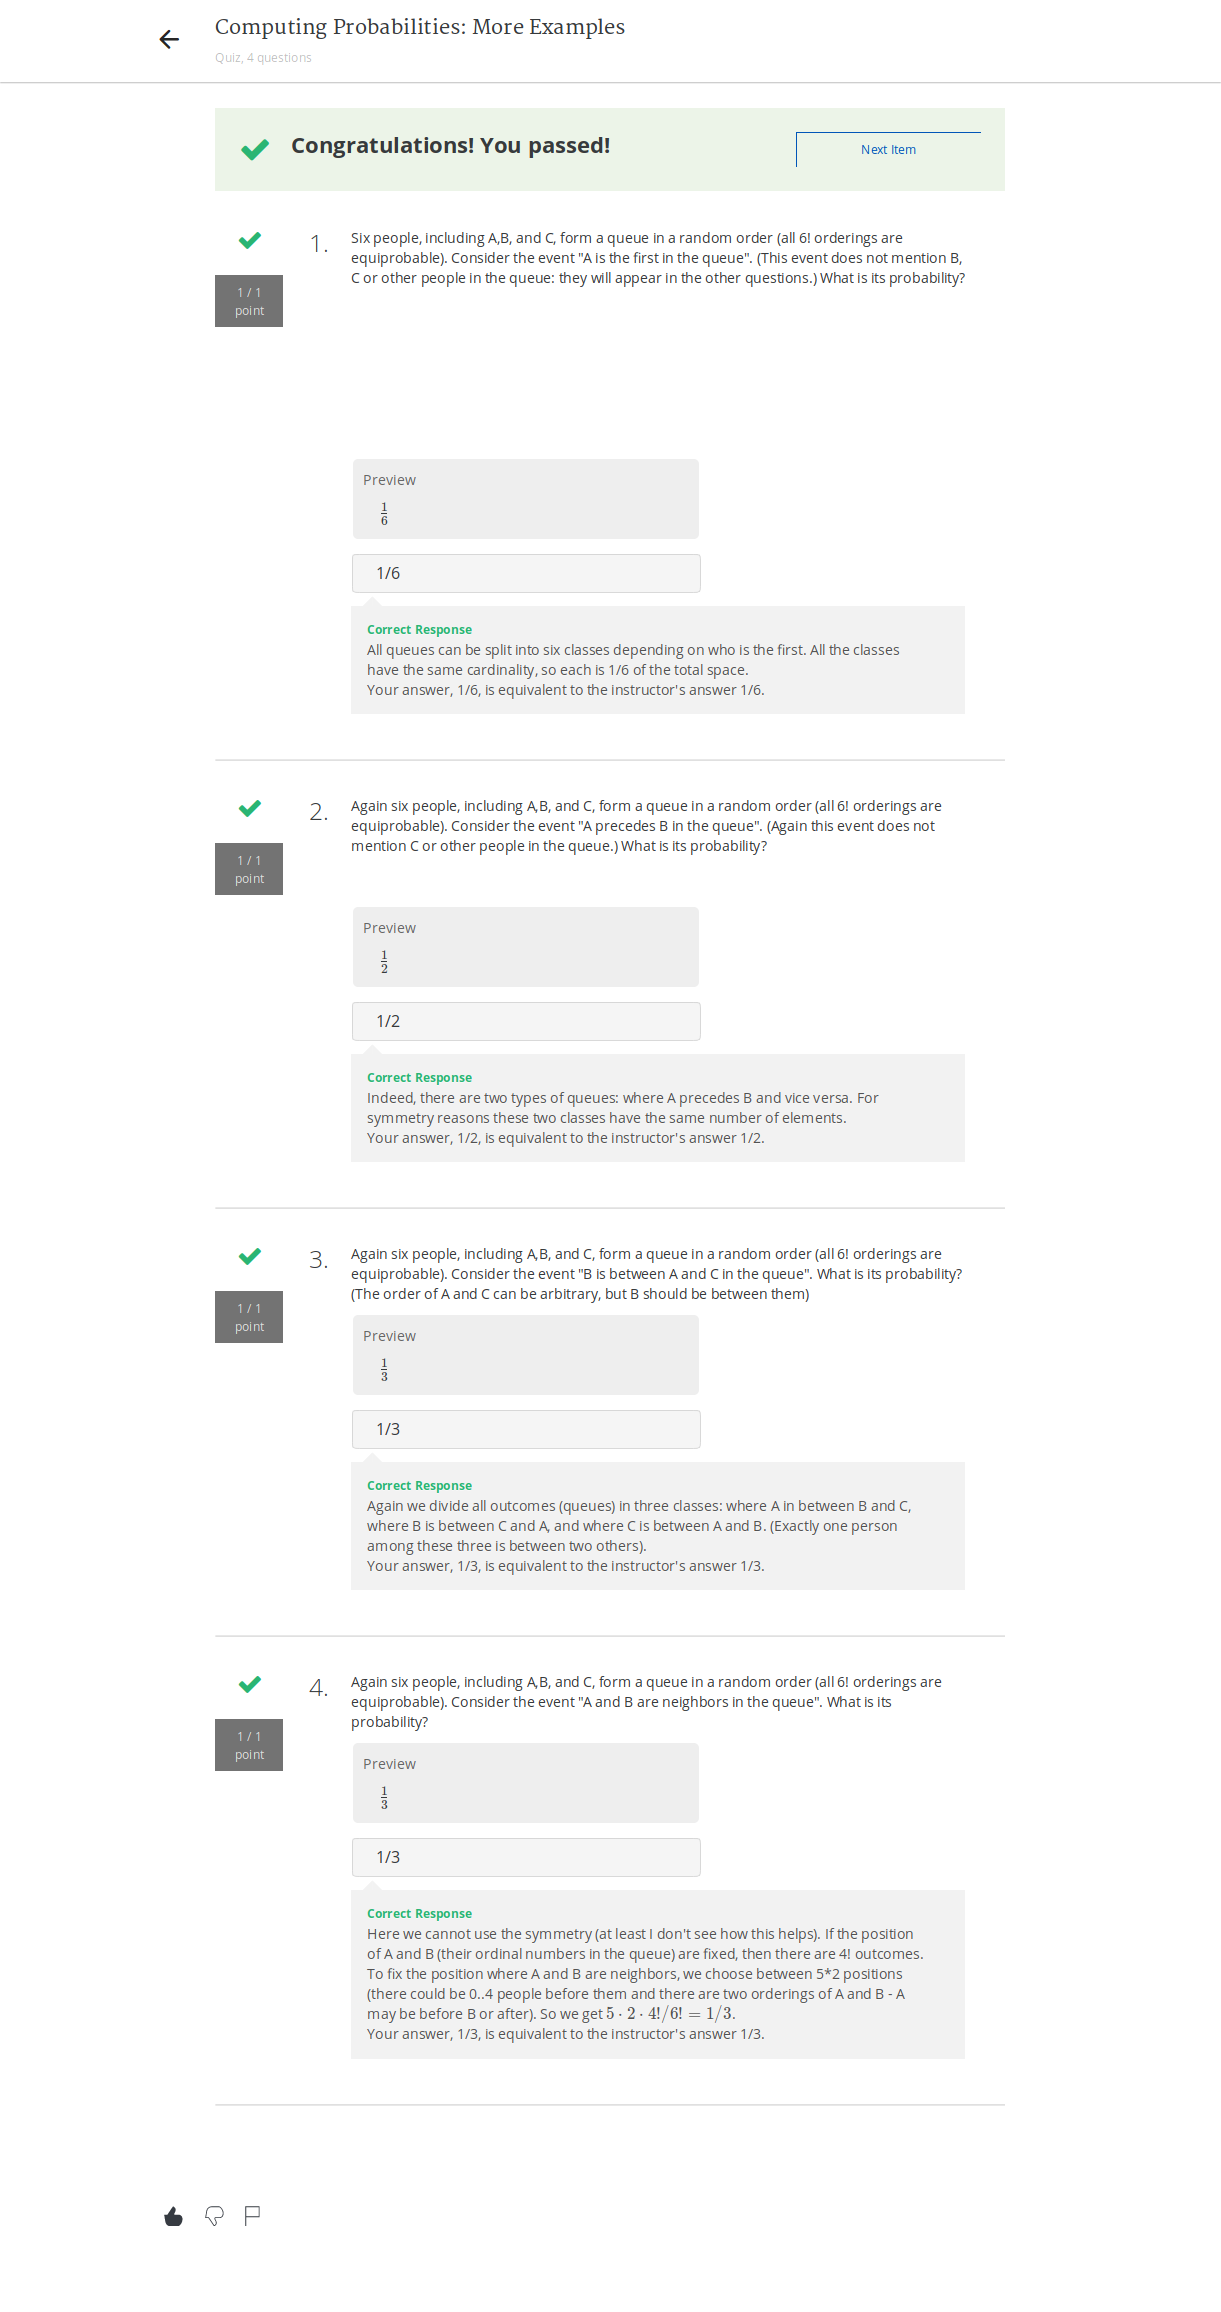 Computing Probabilities: More Examples
Quiz, 4 questions
Congratulations! You passed!
Next Item
1.
Six people, including A,B, and C, form a queue in a random order (all 6! orderings are
equiprobable). Consider the event "A is the first in the queue". (This event does not mention B,
C or other people in the queue: they will appear in the other questions.) What is its probability?
1 / 1
point
Preview
1
6
1/6
Correct Response
All queues can be split into six classes depending on who is the first. All the classes
have the same cardinality, so each is 1/6 of the total space.
Your answer, 1/6, is equivalent to the instructor's answer 1/6.
2.
Again six people, including A,B, and C, form a queue in a random order (all 6! orderings are
equiprobable). Consider the event "A precedes B in the queue". (Again this event does not
mention C or other people in the queue.) What is its probability?
1 / 1
point
Preview
1
2
1/2
Correct Response
Indeed, there are two types of queues: where A precedes B and vice versa. For
symmetry reasons these two classes have the same number of elements.
Your answer, 1/2, is equivalent to the instructor's answer 1/2.
3.
Again six people, including A,B, and C, form a queue in a random order (all 6! orderings are
equiprobable). Consider the event "B is between A and C in the queue". What is its probability?
(The order of A and C can be arbitrary, but B should be between them)
1 / 1
point
Preview
1
3
1/3
Correct Response
Again we divide all outcomes (queues) in three classes: where A in between B and C,
where B is between C and A, and where C is between A and B. (Exactly one person
among these three is between two others).
Your answer, 1/3, is equivalent to the instructor's answer 1/3.
4.
Again six people, including A,B, and C, form a queue in a random order (all 6! orderings are
equiprobable). Consider the event "A and B are neighbors in the queue". What is its
probability?
1 / 1
point
Preview
1
3
1/3
Correct Response
Here we cannot use the symmetry (at least I don't see how this helps). If the position
of A and B (their ordinal numbers in the queue) are fixed, then there are 4! outcomes.
To fix the position where A and B are neighbors, we choose between 5*2 positions
(there could be 0..4 people before them and there are two orderings of A and B - A
may be before B or after). So we get 5 · 2 · 4!/6! = 1/3.
Your answer, 1/3, is equivalent to the instructor's answer 1/3.